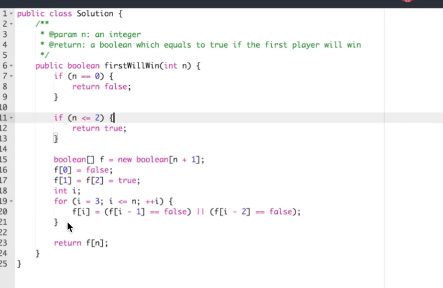 1 public class Solution {
2 /**
3 * @param n: an integer
4 * @return: a boolean which equals to true if the first player will win
5 */
6 public boolean firstWillWin(int n) {
7 if (n == 0) {
8 return false;
9 }
10
11 if (n <= 2) {
12 return true;
13 }
14
15 boolean[] f = new boolean[n + 1];
16 f[0] = false;
17 f[1] = f[2] = true;
18 int i;
19 for (i = 3; i <= n; ++i) {
20 f[i] = (f[i - 1] == false) || (f[i - 2] == false);
21 }
22
23 return f[n];
24 }
25 }